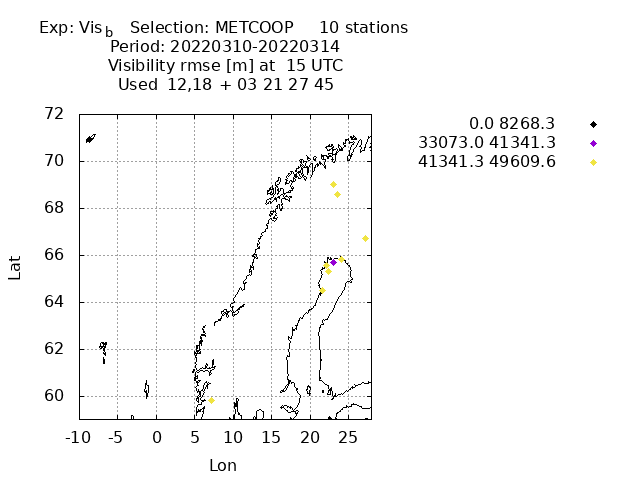 Exp: Vis b   Selection: METCOOP     10 stations
Period: 20220310-20220314
Visibility rmse [m] at  15 UTC
Used  12,18 + 03 21 27 45
0.0 8268.3
33073.0 41341.3
41341.3 49609.6
72
70
68
66
64
62
60
Lat
-10 -5 0 5 10 15 20 25
Lon